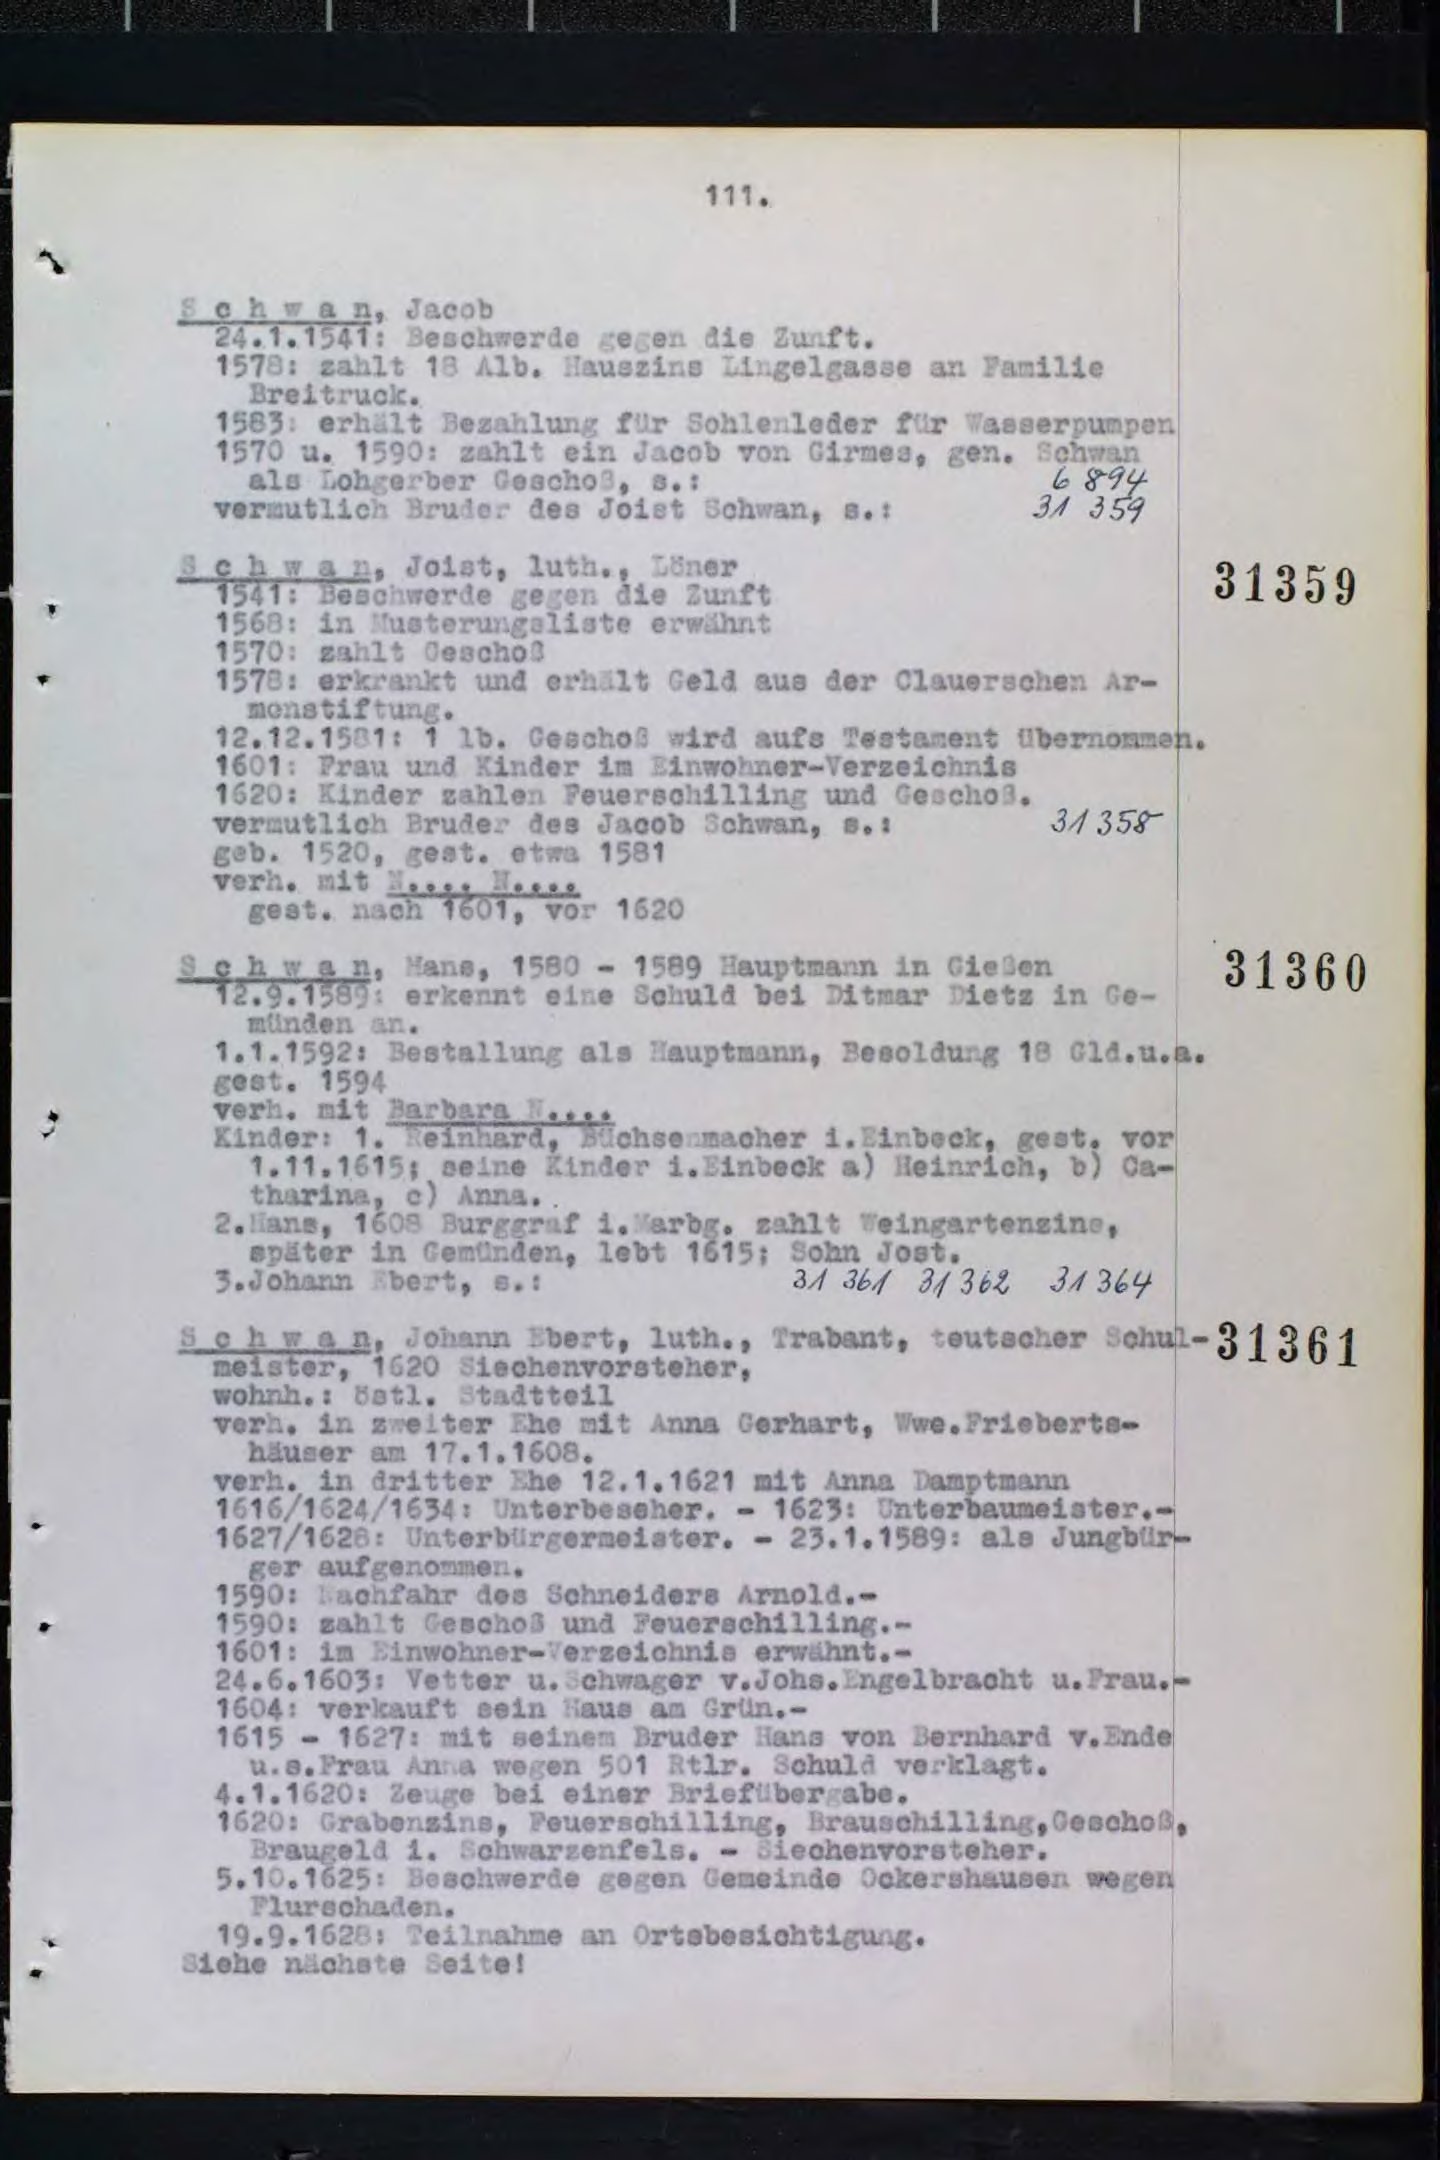 111.
Schwan, Jacob
24.1.1541: Beschwerde gegen die Zunft.
1578: zahlt 18 Alb. Hauszins Lingelgasse an Familie
Breitruck.
1583: erhält Bezahlung für Sohlenleder für Wasserpumpen
1570 u. 1590: zahlt ein Jacob von Girmes, gen. Schwan
als Lohgerber Geschoß, s.: 6 894
vermutlich Bruder des Joist Schwan, s.: 31 359
Schwan, Joist, luth., Löner 31359
1541: Beschwerde gegen die Zunft
1568: in Musterungsliste erwähnt
1570: zahlt Geschoß
1578: erkrankt und erhält Geld aus der Clauerschen Ar-
menstiftung.
12.12.1581: 1 lb. Geschoß wird aufs Testament übernommen.
1601: Frau und Kinder im Einwohner-Verzeichnis
1620: Kinder zahlen Feuerschilling und Geschoß.
vermutlich Bruder des Jacob Schwan, s.: 31 358
geb. 1520, gest. etwa 1581
verh. mit N.... N....
gest. nach 1601, vor 1620
Schwan, Hans, 1580 - 1589 Hauptmann in Gießen 31360
12.9.1589: erkennt eine Schuld bei Ditmar Dietz in Ge-
münden an.
1.1.1592: Bestallung als Hauptmann, Besoldung 18 Gld.u.a.
gest. 1594
verh. mit Barbara N....
Kinder: 1. Reinhard, Büchsenmacher i.Einbeck, gest. vor
1.11.1615; seine Kinder i.Einbeck a) Heinrich, b) Ca-
tharina, c) Anna.
2.Hans, 1608 Burggraf i.Marbg. zahlt Weingartenzins,
später in Gemünden, lebt 1615; Sohn Jost.
3.Johann Ebert, s.: 31 361 31 362 31 364
Schwan, Johann Ebert, luth., Trabant, teutscher Schul- 31361
meister, 1620 Siechenvorsteher,
wohnh.: östl. Stadtteil
verh. in zweiter Ehe mit Anna Gerhart, Wwe.Frieberts-
häuser am 17.1.1608.
verh. in dritter Ehe 12.1.1621 mit Anna Damptmann
1616/1624/1634: Unterbeseher. - 1623: Unterbaumeister.-
1627/1628: Unterbürgermeister. - 23.1.1589: als Jungbür-
ger aufgenommen.
1590: Nachfahr des Schneiders Arnold.-
1590: zahlt Geschoß und Feuerschilling.-
1601: im Einwohner-Verzeichnis erwähnt.-
24.6.1603: Vetter u.Schwager v.Johs.Engelbracht u.Frau.-
1604: verkauft sein Haus am Grün.-
1615 - 1627: mit seinem Bruder Hans von Bernhard v.Ende
u.s.Frau Anna wegen 501 Rtlr. Schuld verklagt.
4.1.1620: Zeuge bei einer Briefübergabe.
1620: Grabenzins, Feuerschilling, Brauschilling,Geschoß,
Braugeld i. Schwarzenfels. - Siechenvorsteher.
5.10.1625: Beschwerde gegen Gemeinde Ockershausen wegen
Flurschaden.
19.9.1628: Teilnahme an Ortsbesichtigung.
Siehe nächste Seite!